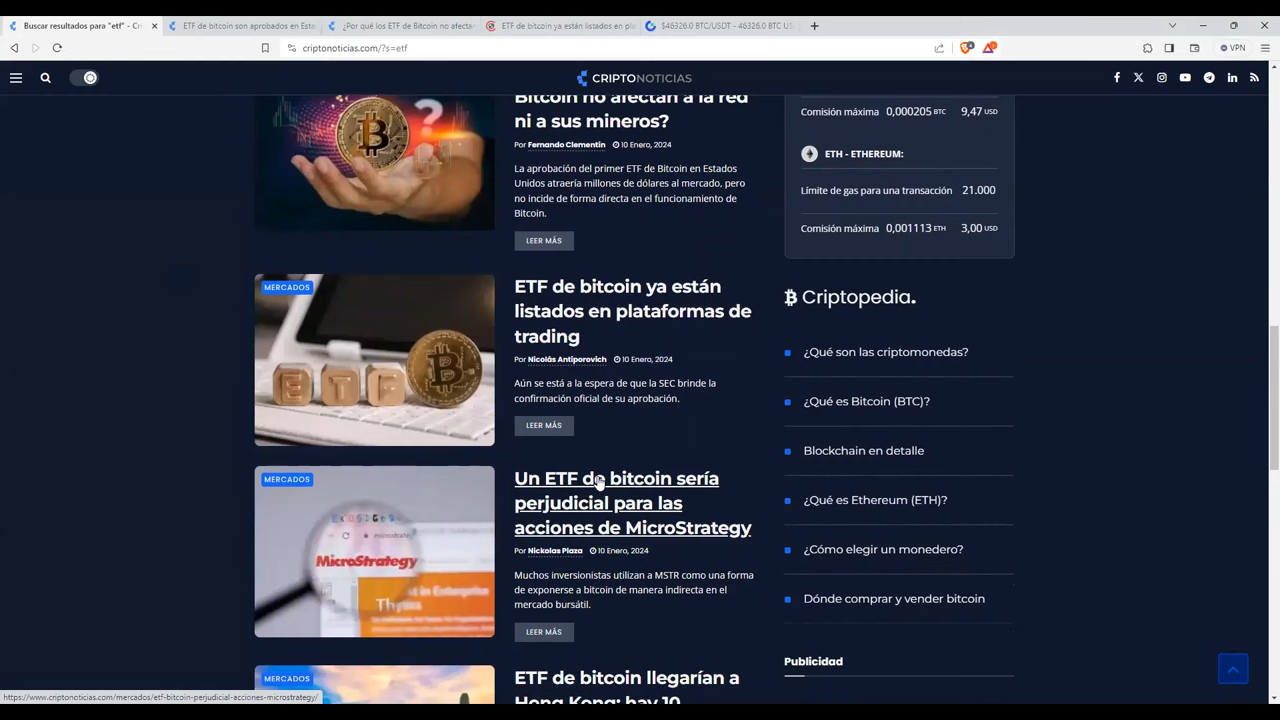 Buscar resultados para "etf" - Cri
ETF de bitcoin son aprobados en Esta
¿Por qué los ETF de Bitcoin no afectan
ETF de bitcoin ya están listados en pla
$46326.0 BTC/USDT - 46326.0 BTC US
criptonoticias.com/?s=etf
VPN
CRIPTONOTICIAS
Bitcoin no afectan a la red
ni a sus mineros?
Por Fernando Clementín 10 Enero, 2024
La aprobación del primer ETF de Bitcoin en Estados
Unidos atraería millones de dólares al mercado, pero
no incide de forma directa en el funcionamiento de
Bitcoin.
LEER MÁS
MERCADOS
ETF de bitcoin ya están
listados en plataformas de
trading
Por Nicolás Antiporovich 10 Enero, 2024
Aún se está a la espera de que la SEC brinde la
confirmación oficial de su aprobación.
LEER MÁS
ETF
MERCADOS
Un ETF de bitcoin sería
perjudicial para las
acciones de MicroStrategy
Por Nickolas Plaza 10 Enero, 2024
Muchos inversionistas utilizan a MSTR como una forma
de exponerse a bitcoin de manera indirecta en el
mercado bursátil.
LEER MÁS
MicroStrategy
MERCADOS
ETF de bitcoin llegarían a
Hong Kong: hay 10
Comisión máxima 0,000205 BTC 9,47 USD
ETH - ETHEREUM:
Límite de gas para una transacción 21.000
Comisión máxima 0,001113 ETH 3,00 USD
Criptopedia.
¿Qué son las criptomonedas?
¿Qué es Bitcoin (BTC)?
Blockchain en detalle
¿Qué es Ethereum (ETH)?
¿Cómo elegir un monedero?
Dónde comprar y vender bitcoin
Publicidad
https://www.criptonoticias.com/mercados/etf-bitcoin-perjudicial-acciones-microstrategy/